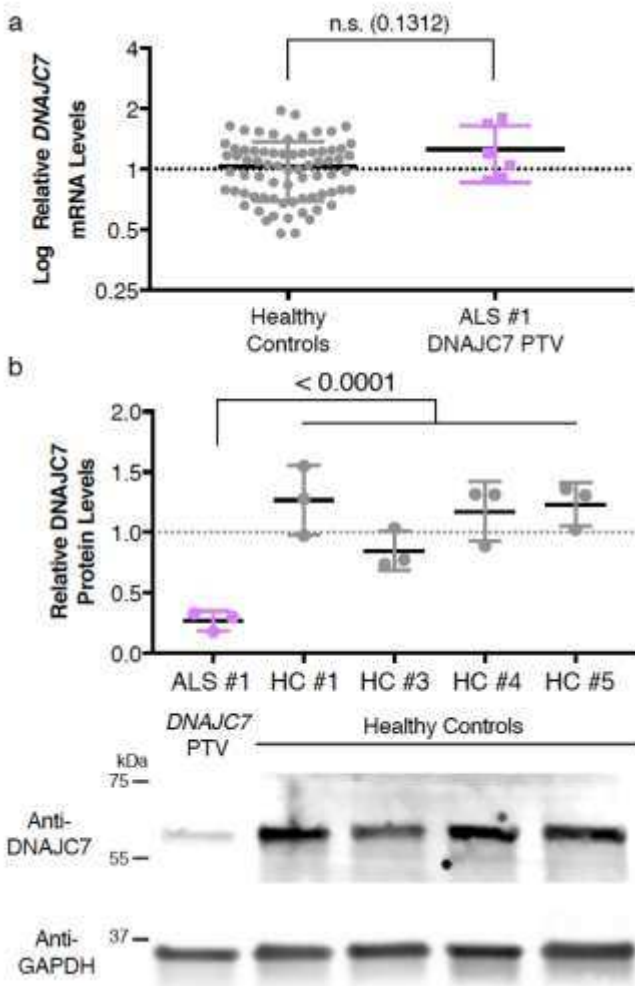 a
n.s. (0.1312)
Log Relative DNAJC7
mRNA Levels
4
2
1
0.5
0.25
Healthy
Controls
ALS #1
DNAJC7 PTV
b
< 0.0001
Relative DNAJC7
Protein Levels
2.0
1.5
1.0
0.5
0.0
ALS #1 HC #1 HC #3 HC #4 HC #5
DNAJC7
PTV
Healthy Controls
kDa
75
Anti-
DNAJC7
55
37
Anti-
GAPDH